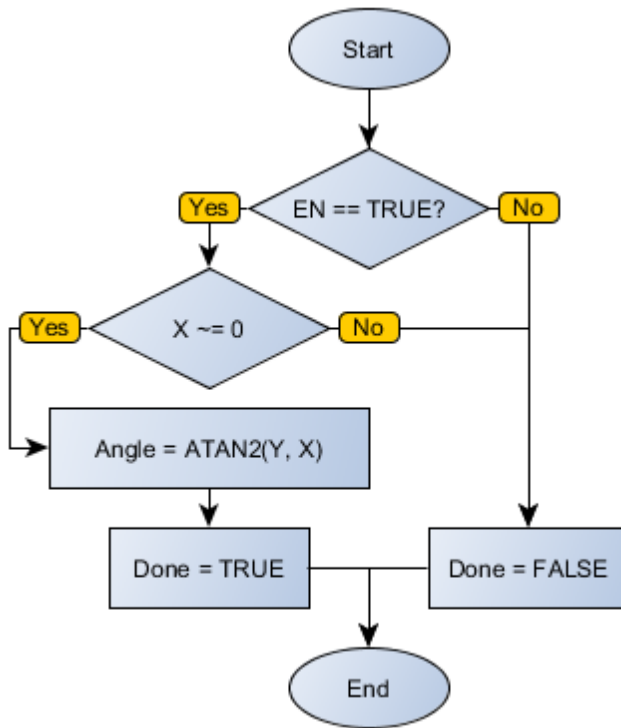 Start
EN == TRUE?
Yes
No
X ~= 0
Yes
No
Angle = ATAN2(Y, X)
Done = TRUE
Done = FALSE
End